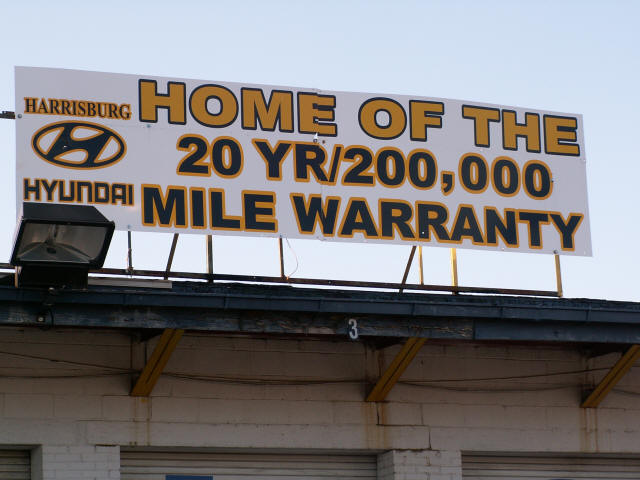 HARRISBURG
HYUNDAI
HOME OF THE
20 YR/200,000
MILE WARRANTY
3